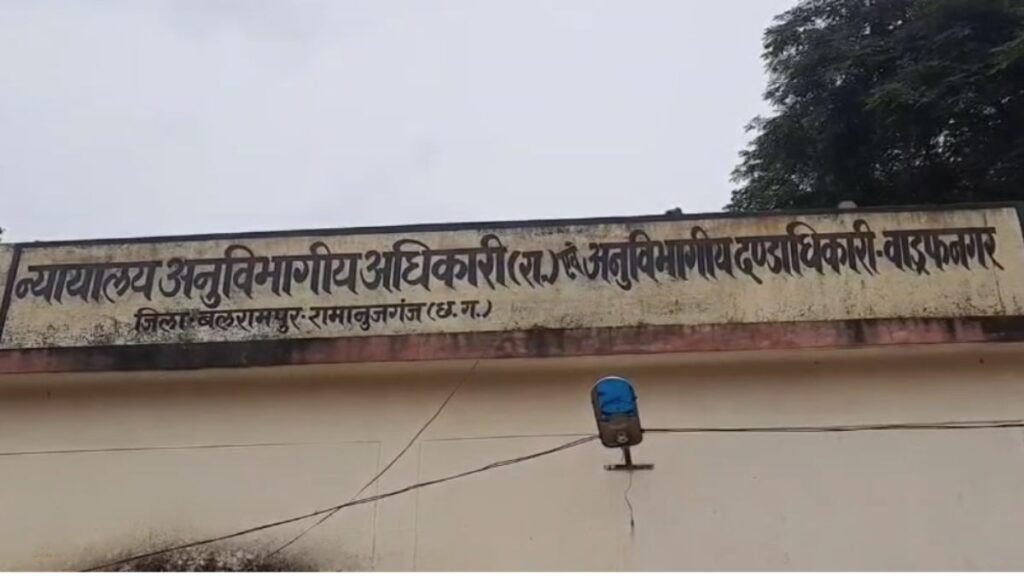 न्यायालय अनुविभागीय अधिकारी (रा.) एवं अनुविभागीय दण्डाधिकारी-वाड्रफनगर
जिला-बलरामपुर-रामानुजगंज (छ.ग.)